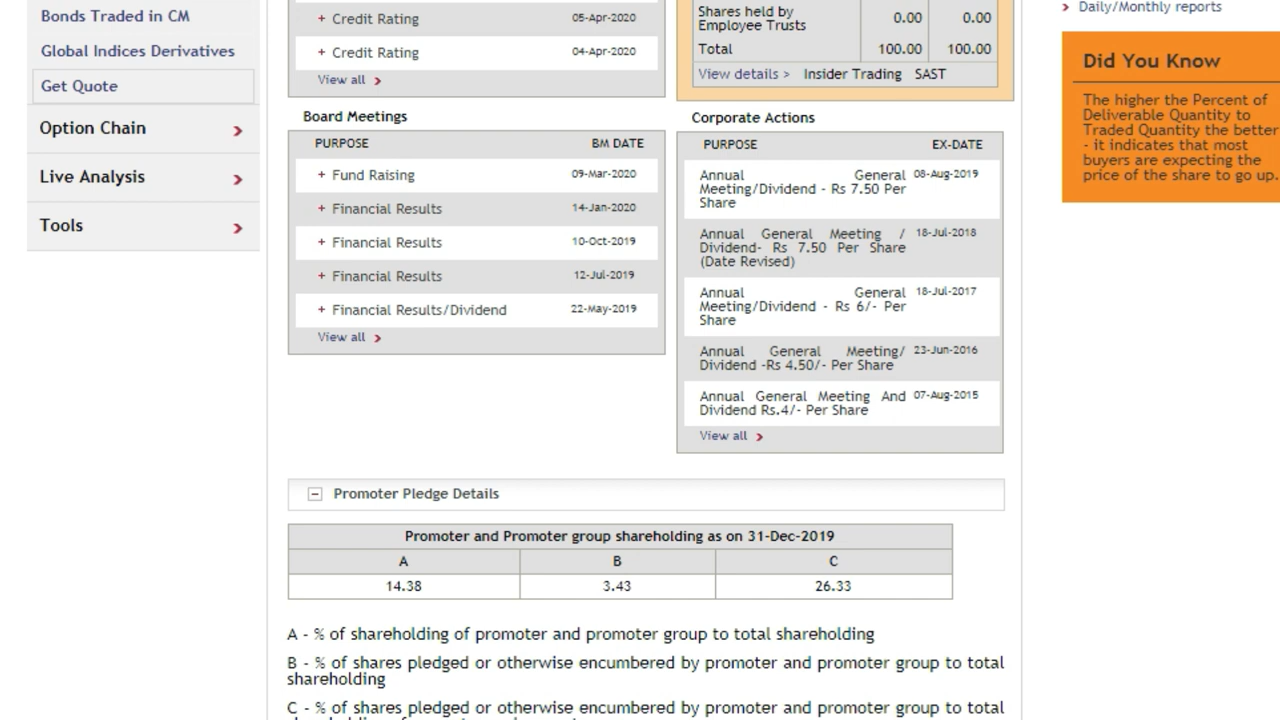 Bonds Traded in CM
Global Indices Derivatives
Get Quote
Option Chain
Live Analysis
Tools
+ Credit Rating 05-Apr-2020
+ Credit Rating 04-Apr-2020
View all
Shares held by
Employee Trusts 0.00 0.00
Total 100.00 100.00
View details > Insider Trading SAST
Daily/Monthly reports
Did You Know
The higher the Percent of
Deliverable Quantity to
Traded Quantity the better
- it indicates that most
buyers are expecting the
price of the share to go up.
Board Meetings
PURPOSE BM DATE
+ Fund Raising 09-Mar-2020
+ Financial Results 14-Jan-2020
+ Financial Results 10-Oct-2019
+ Financial Results 12-Jul-2019
+ Financial Results/Dividend 22-May-2019
View all
Corporate Actions
PURPOSE EX-DATE
Annual General 08-Aug-2019
Meeting/Dividend - Rs 7.50 Per
Share
Annual General Meeting / 18-Jul-2018
Dividend- Rs 7.50 Per Share
(Date Revised)
Annual General 18-Jul-2017
Meeting/Dividend - Rs 6/- Per
Share
Annual General Meeting/ 23-Jun-2016
Dividend -Rs 4.50/- Per Share
Annual General Meeting And 07-Aug-2015
Dividend Rs.4/- Per Share
View all
Promoter Pledge Details
Promoter and Promoter group shareholding as on 31-Dec-2019
A B C
14.38 3.43 26.33
A - % of shareholding of promoter and promoter group to total shareholding
B - % of shares pledged or otherwise encumbered by promoter and promoter group to total
shareholding
C - % of shares pledged or otherwise encumbered by promoter and promoter group to total